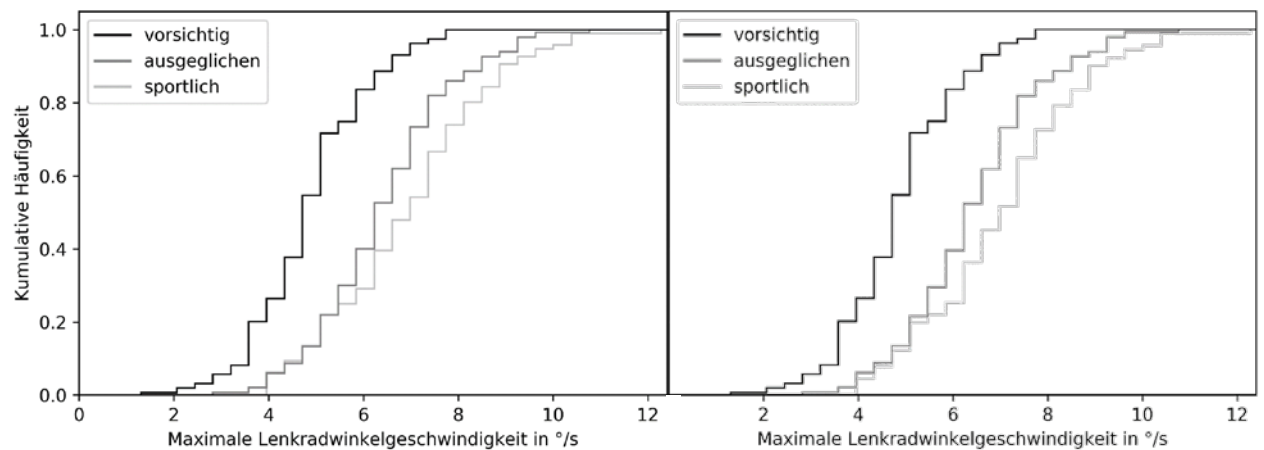 1.0
0.8
0.6
0.4
0.2
0.0
Kumulative Häufigkeit
vorsichtig
ausgeglichen
sportlich
0 2 4 6 8 10 12
Maximale Lenkradwinkelgeschwindigkeit in °/s
vorsichtig
ausgeglichen
sportlich
2 4 6 8 10 12
Maximale Lenkradwinkelgeschwindigkeit in °/s